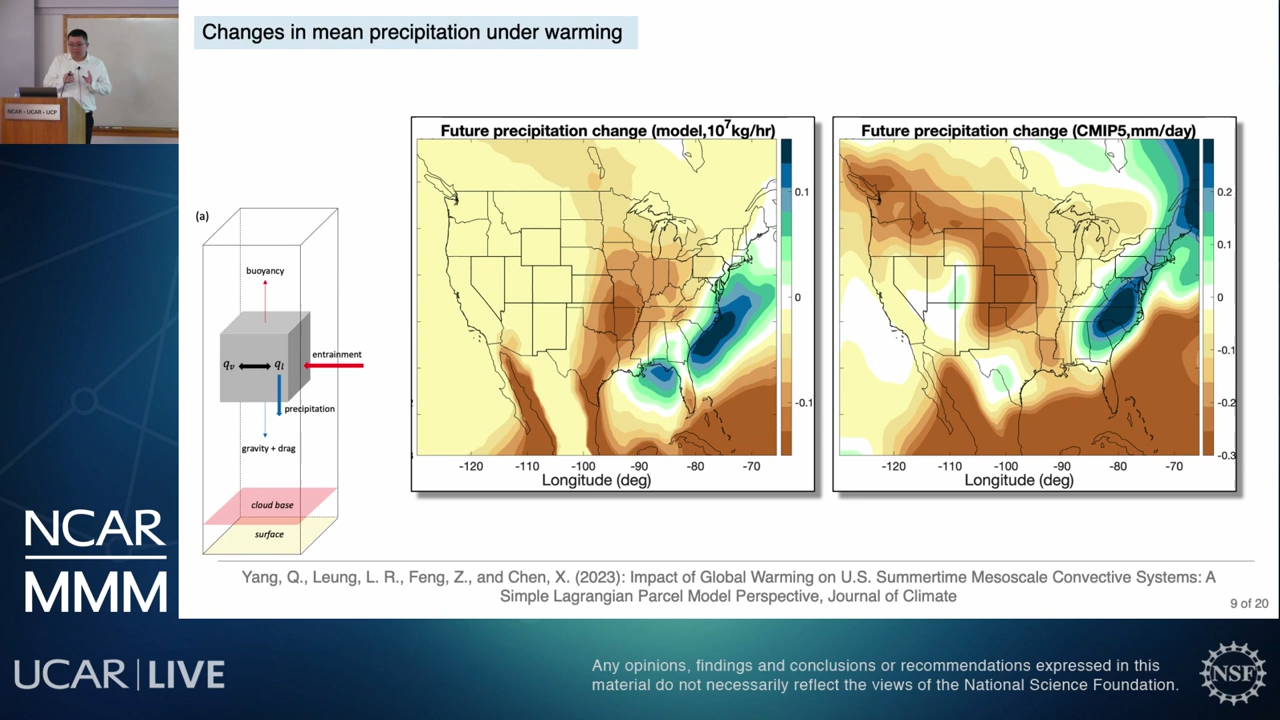 Changes in mean precipitation under warming
NCAR - UCAR - UCP
(a)
buoyancy
qv
ql
entrainment
precipitation
gravity + drag
cloud base
surface
Future precipitation change (model,10^7kg/hr)
0.1
0
-0.1
-120 -110 -100 -90 -80 -70
Longitude (deg)
Future precipitation change (CMIP5,mm/day)
0.2
0.1
0
-0.1
-0.2
-0.3
-120 -110 -100 -90 -80 -70
Longitude (deg)
Yang, Q., Leung, L. R., Feng, Z., and Chen, X. (2023): Impact of Global Warming on U.S. Summertime Mesoscale Convective Systems: A
Simple Lagrangian Parcel Model Perspective, Journal of Climate
9 of 20
NCAR
MMM
UCAR | LIVE
Any opinions, findings and conclusions or recommendations expressed in this
material do not necessarily reflect the views of the National Science Foundation.
NSF